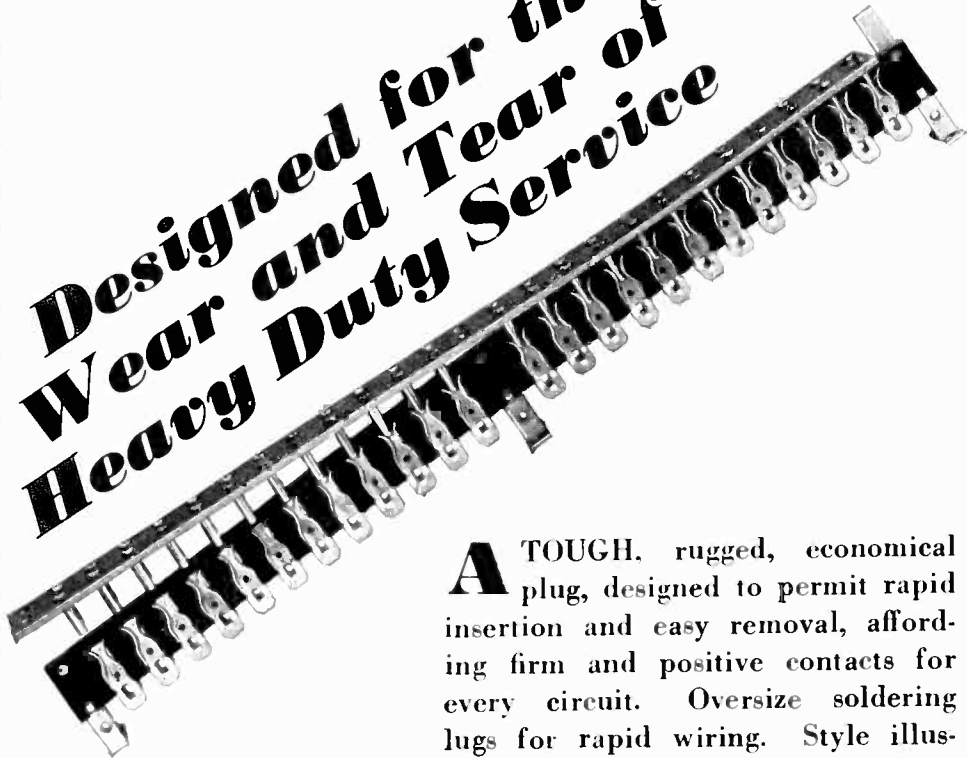 Designed for
Wear and Tear of
Heavy Duty Service
A TOUGH, rugged, economical
plug, designed to permit rapid
insertion and easy removal, afford-
ing firm and positive contacts for
every circuit. Oversize soldering
lugs for rapid wiring. Style illus-